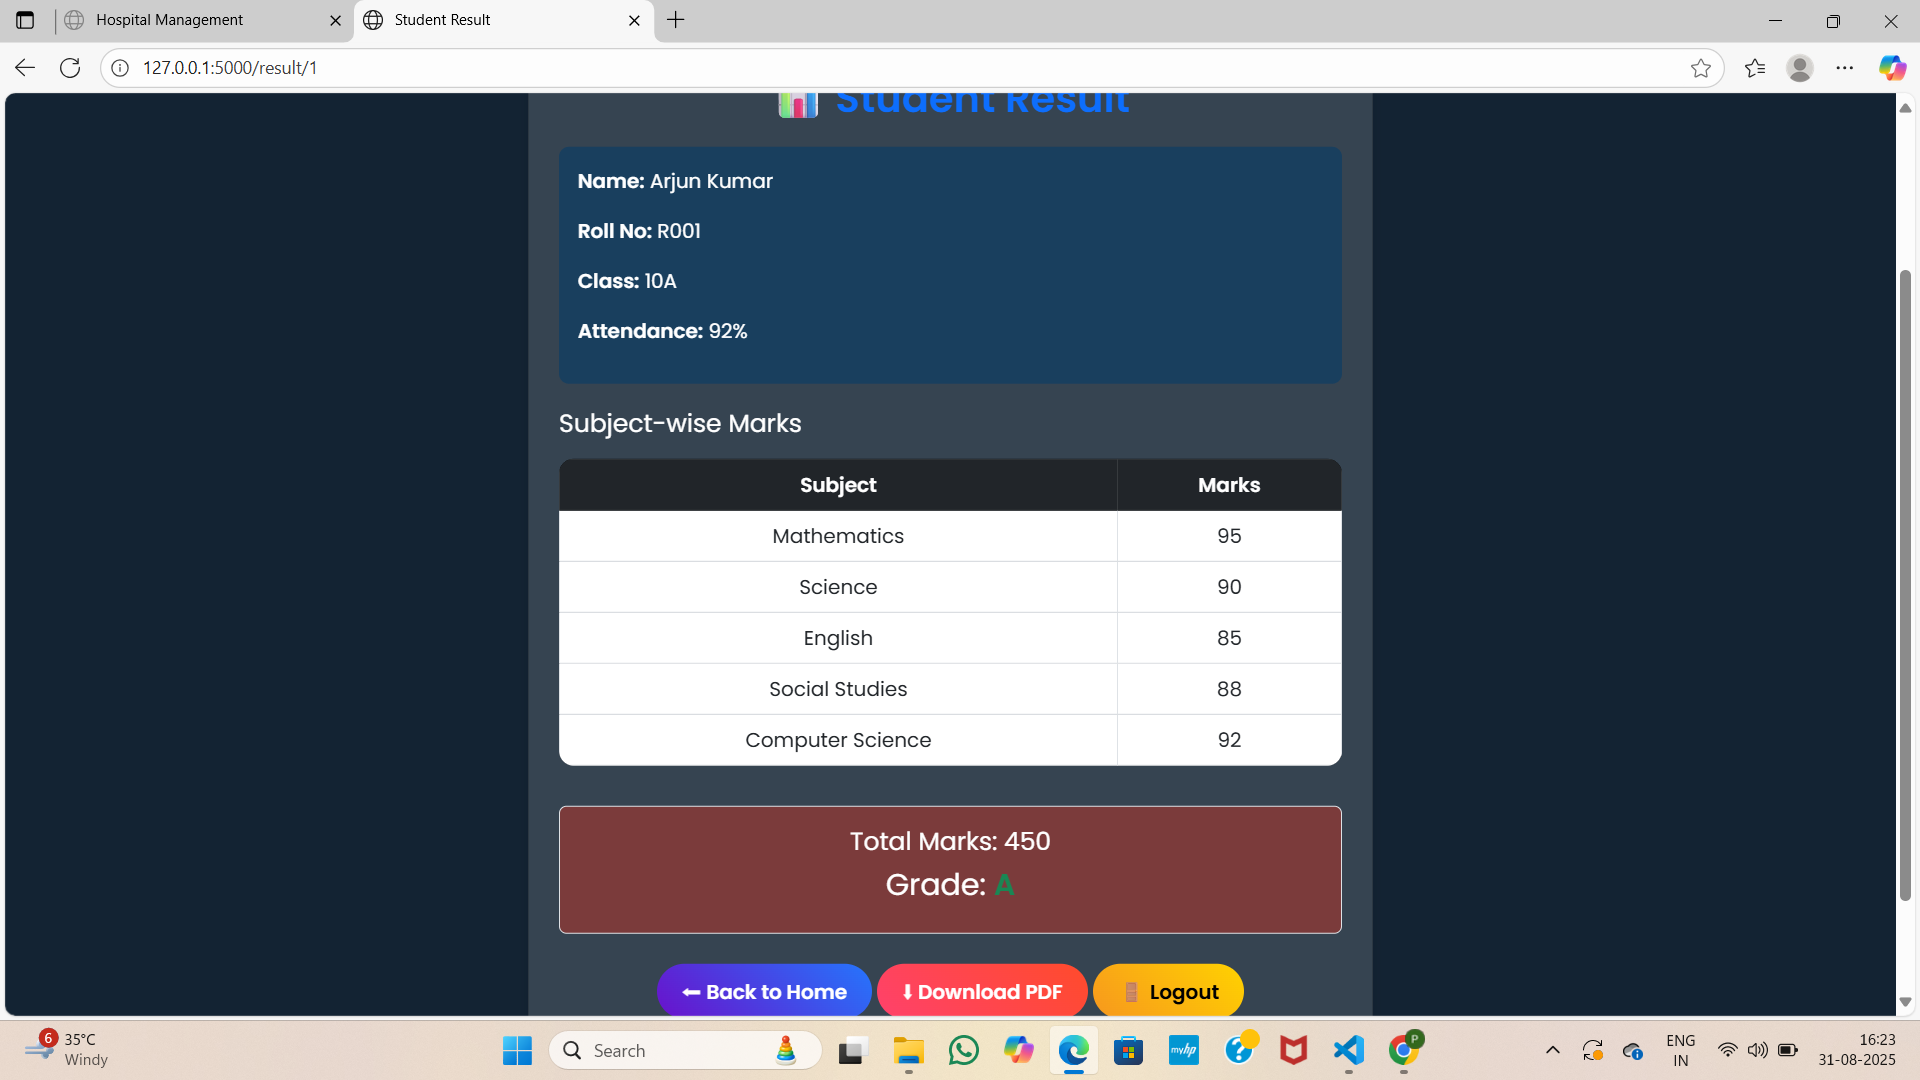 Hospital Management
Student Result
127.0.0.1:5000/result/1
Student Result
Name: Arjun Kumar
Roll No: R001
Class: 10A
Attendance: 92%
Subject-wise Marks
Subject Marks
Mathematics 95
Science 90
English 85
Social Studies 88
Computer Science 92
Total Marks: 450
Grade: A
⬅ Back to Home ⬇ Download PDF 🚪 Logout
6
35°C
Windy
Search
myhp
P
ENG
IN
16:23
31-08-2025